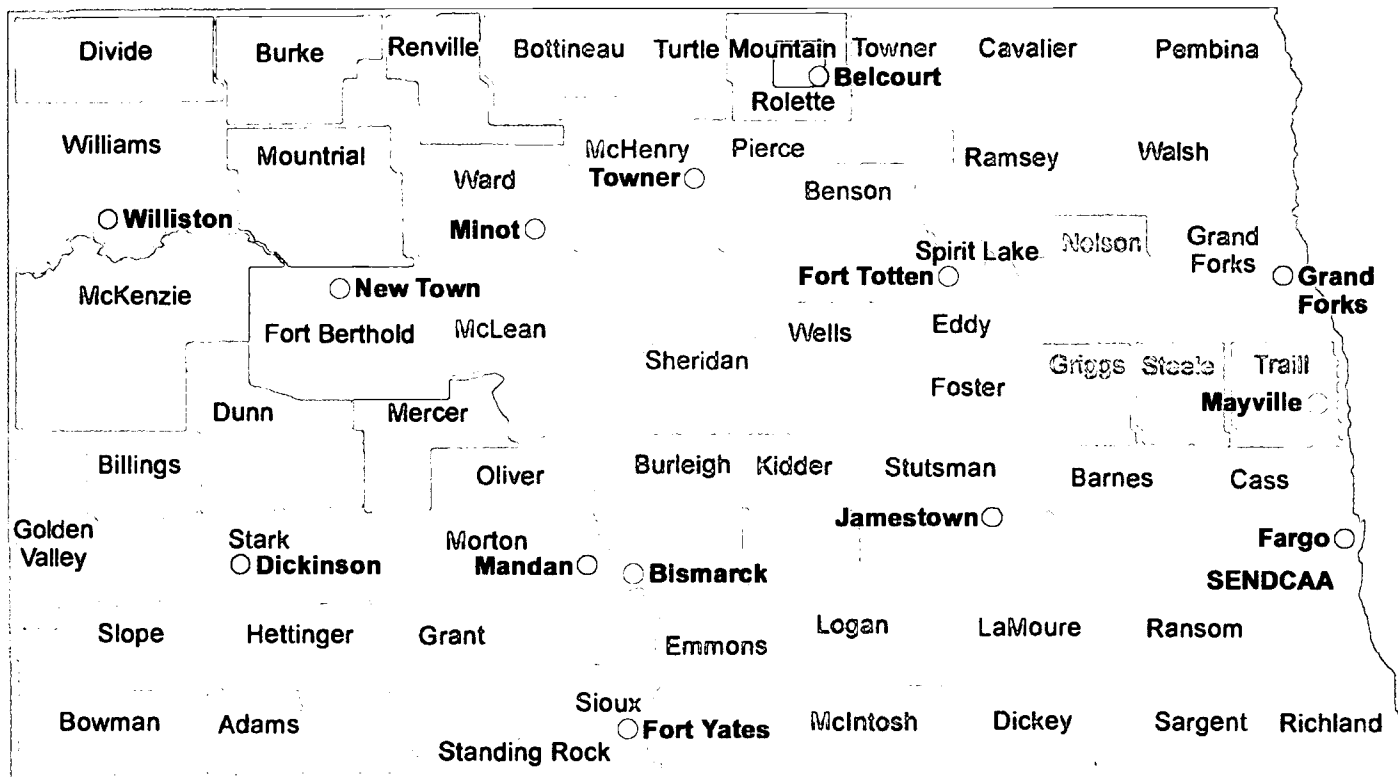 Divide
Burke
Renville
Bottineau
Turtle Mountain
Towner
Cavalier
Pembina
Belcourt
Rolette
Williams
Mountrial
Ward
McHenry
Towner
Pierce
Benson
Ramsey
Walsh
Williston
Minot
Spirit Lake
Nolson
Grand
Forks
McKenzie
New Town
Fort Totten
Grand
Forks
Fort Berthold
McLean
Sheridan
Wells
Eddy
Griggs
Steele
Traill
Foster
Mayville
Dunn
Mercer
Billings
Oliver
Burleigh
Kidder
Stutsman
Barnes
Cass
Golden
Valley
Stark
Dickinson
Morton
Mandan
Bismarck
Jamestown
Fargo
SENDCAA
Slope
Hettinger
Grant
Emmons
Logan
LaMoure
Ransom
Bowman
Adams
Sioux
Fort Yates
Standing Rock
McIntosh
Dickey
Sargent
Richland